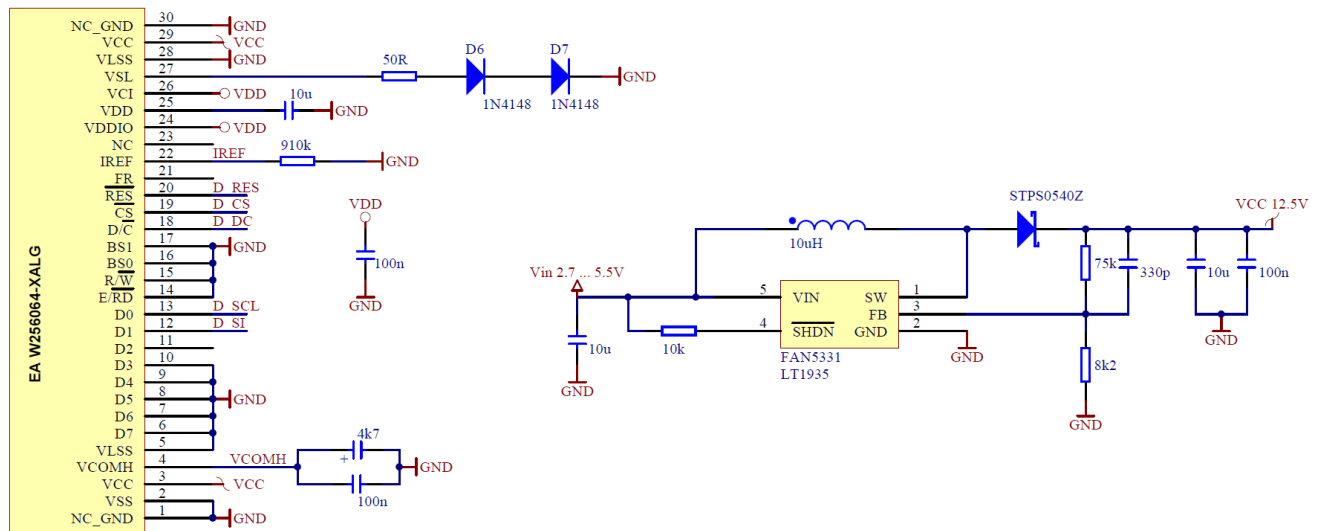 EA W256064-XALG
NC_GND 30 GND
VCC 29 VCC
VLSS 28 GND
VSL 27
50R
D6
1N4148
D7
1N4148
GND
VCI 26 VDD
VDD 25
10u
GND
VDDIO 24 VDD
NC 23
IREF 22 IREF
910k
GND
FR 21
RES 20 D_RES
CS 19 D_CS
D/C 18 D_DC
BS1 17 GND
BS0 16
R/W 15
E/RD 14
D0 13 D_SCL
D1 12 D_SI
D2 11
D3 10
D4 9
D5 8 GND
D6 7
D7 6
VLSS 5
VCOMH 4 VCOMH
4k7
+
100n
GND
VCC 3 VCC
VSS 2
NC_GND 1 GND
VDD
100n
GND
Vin 2.7 ... 5.5V
10u
GND
10k
10uH
5 VIN SW 1
FB 3
4 SHDN GND 2
FAN5331
LT1935
GND
STPS0540Z
VCC 12.5V
75k
330p
10u
100n
GND
8k2
GND